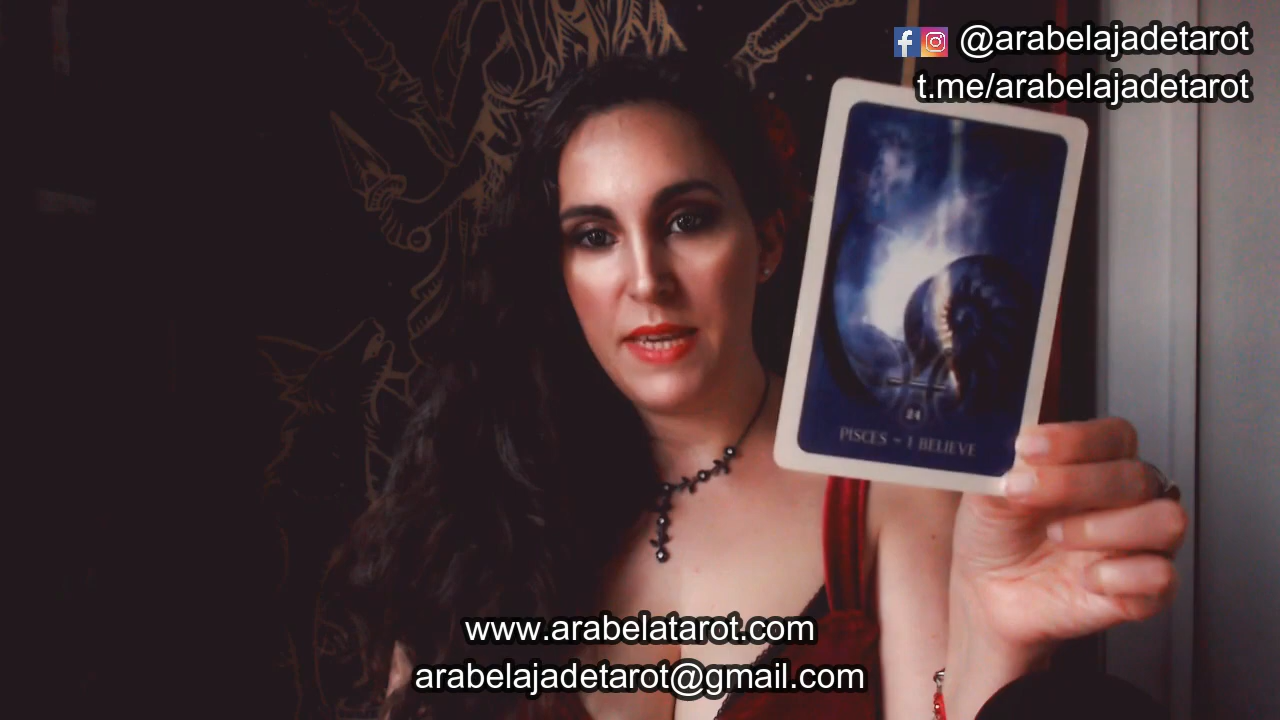 @arabelajadetarot
t.me/arabelajadetarot
24
PISCES ~ I BELIEVE
www.arabelatarot.com
arabelajadetarot@gmail.com